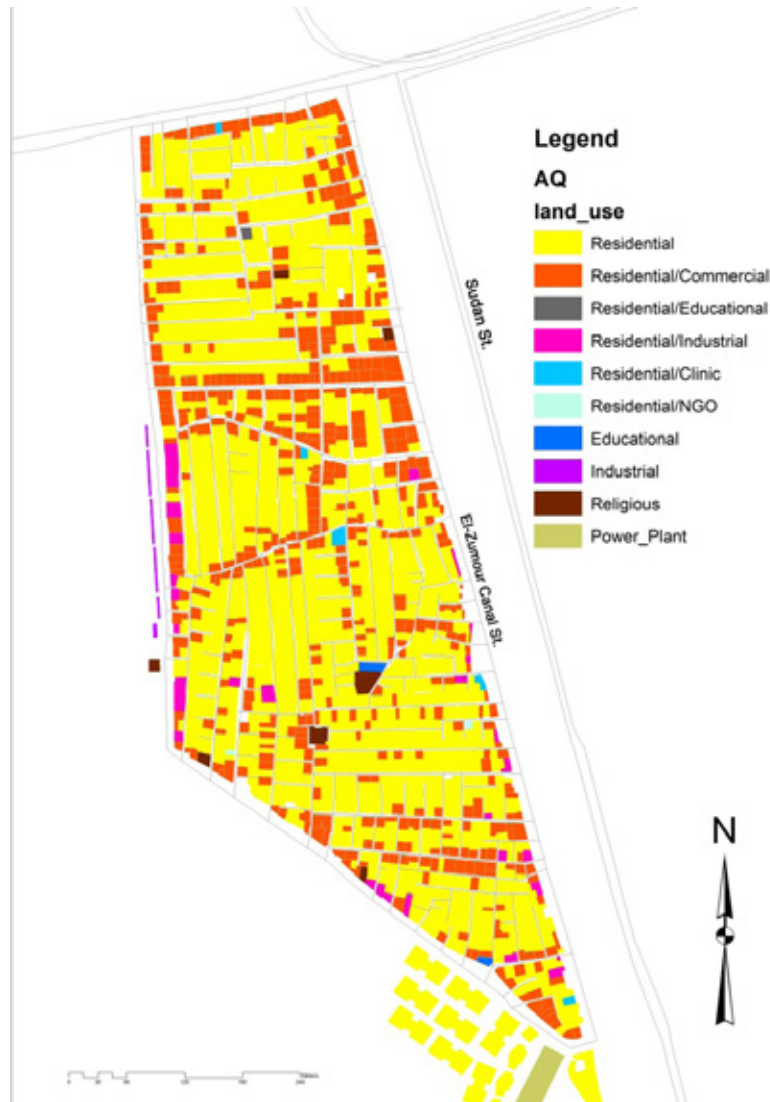 Legend
AQ
land_use
Residential
Residential/Commercial
Residential/Educational
Residential/Industrial
Residential/Clinic
Residential/NGO
Educational
Industrial
Religious
Power_Plant
Sudan St.
El-Zumour Canal St.
N